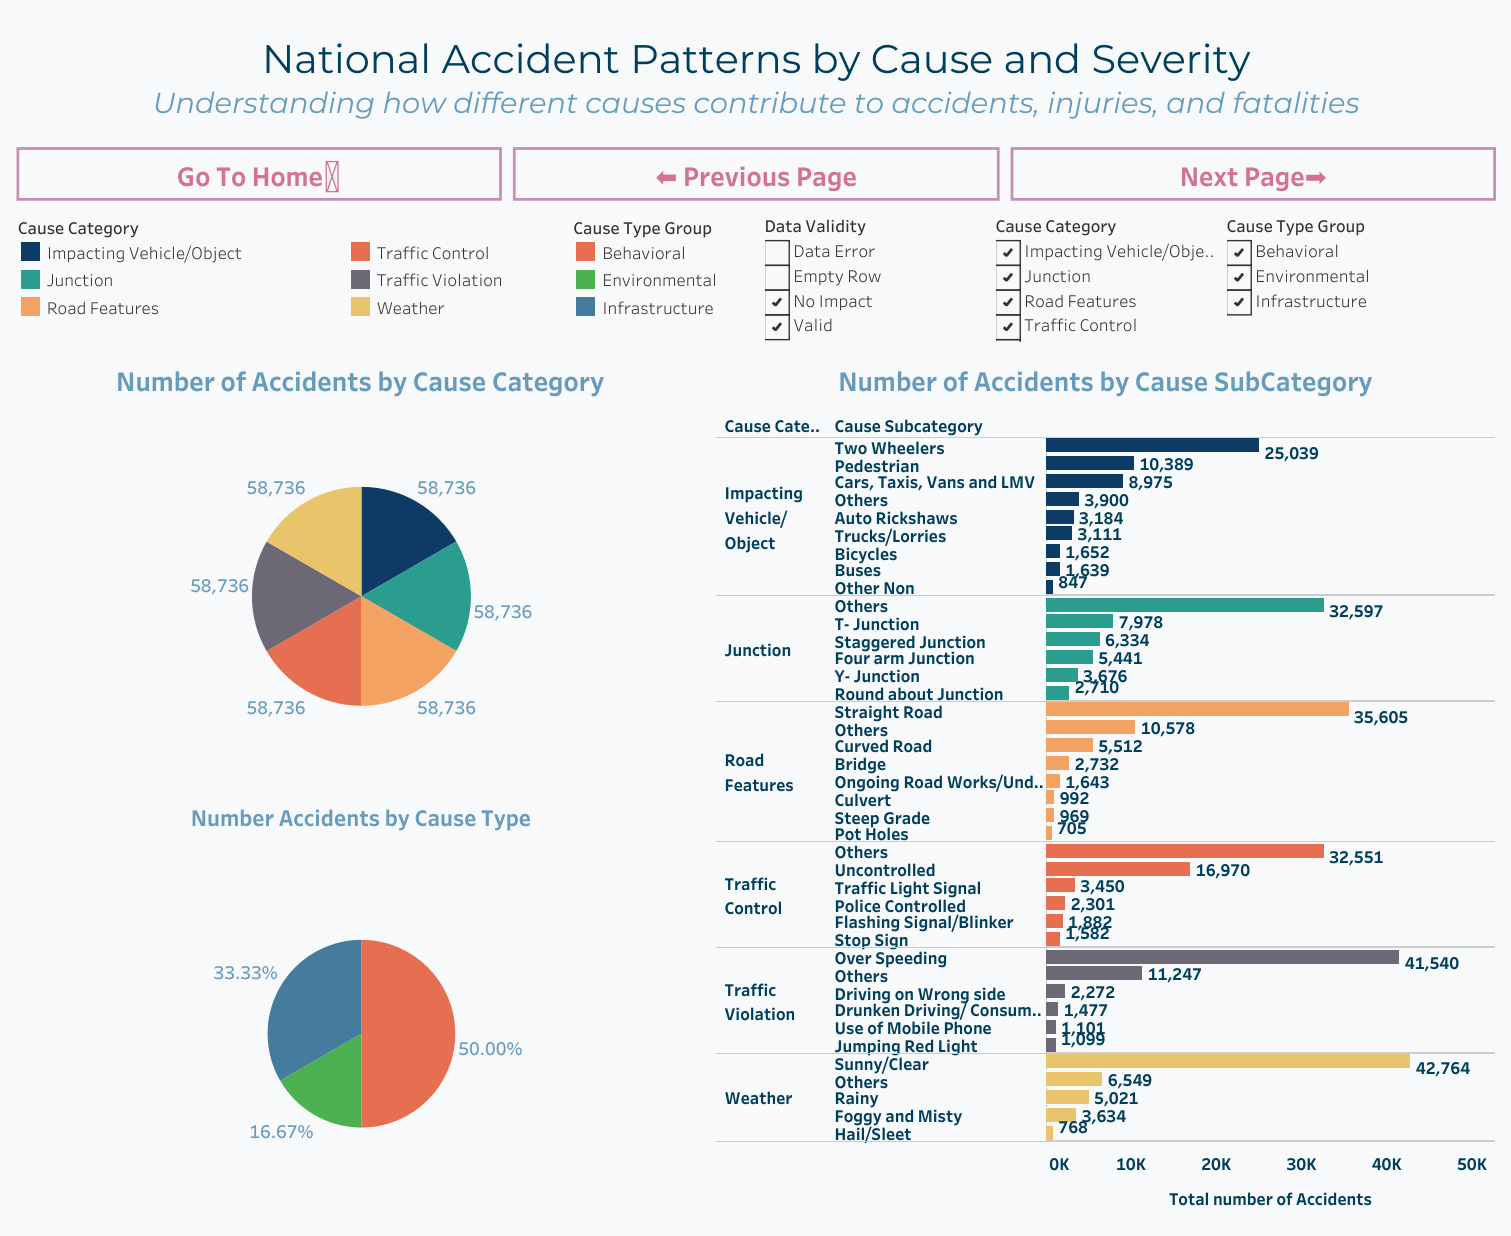 National Accident Patterns by Cause and Severity
Understanding how different causes contribute to accidents, injuries, and fatalities
Go To Home
⬅ Previous Page
Next Page➡
Cause Category
Impacting Vehicle/Object
Junction
Road Features
Traffic Control
Traffic Violation
Weather
Cause Type Group
Behavioral
Environmental
Infrastructure
Data Validity
Data Error
Empty Row
No Impact
Valid
Cause Category
Impacting Vehicle/Obje..
Junction
Road Features
Traffic Control
Cause Type Group
Behavioral
Environmental
Infrastructure
Number of Accidents by Cause Category
58,736
58,736
58,736
58,736
58,736
58,736
Number Accidents by Cause Type
33.33%
50.00%
16.67%
Number of Accidents by Cause SubCategory
Cause Cate.. Cause Subcategory
Impacting
Vehicle/
Object
Two Wheelers 25,039
Pedestrian 10,389
Cars, Taxis, Vans and LMV 8,975
Others 3,900
Auto Rickshaws 3,184
Trucks/Lorries 3,111
Bicycles 1,652
Buses 1,639
Other Non 847
Junction
Others 32,597
T- Junction 7,978
Staggered Junction 6,334
Four arm Junction 5,441
Y- Junction 3,676
Round about Junction 2,710
Road
Features
Straight Road 35,605
Others 10,578
Curved Road 5,512
Bridge 2,732
Ongoing Road Works/Und.. 1,643
Culvert 992
Steep Grade 969
Pot Holes 705
Traffic
Control
Others 32,551
Uncontrolled 16,970
Traffic Light Signal 3,450
Police Controlled 2,301
Flashing Signal/Blinker 1,882
Stop Sign 1,582
Traffic
Violation
Over Speeding 41,540
Others 11,247
Driving on Wrong side 2,272
Drunken Driving/ Consum.. 1,477
Use of Mobile Phone 1,101
Jumping Red Light 1,099
Weather
Sunny/Clear 42,764
Others 6,549
Rainy 5,021
Foggy and Misty 3,634
Hail/Sleet 768
0K 10K 20K 30K 40K 50K
Total number of Accidents